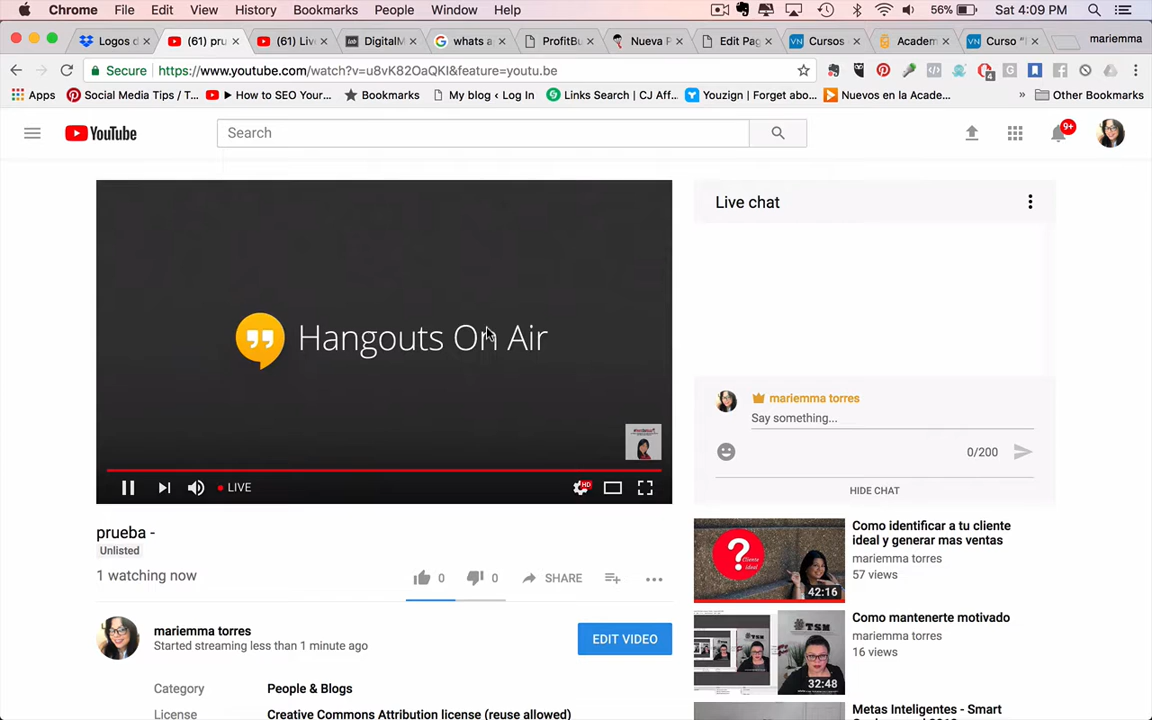 Chrome File Edit View History Bookmarks People Window Help 56% Sat 4:09 PM
Logos d (61) pru (61) Liv DigitalM whats a ProfitBu Nueva P Edit Pag Cursos Academ Curso " mariemma
Secure https://www.youtube.com/watch?v=u8vK82OaQKI&feature=youtu.be
Apps Social Media Tips / T... ► How to SEO Your... Bookmarks My blog ‹ Log In Links Search | CJ Aff... Youzign | Forget abo... Nuevos en la Acade... » Other Bookmarks
YouTube Search 9+
Live chat
Hangouts On Air
mariemma torres
Say something...
0/200
LIVE HD
HIDE CHAT
prueba -
Unlisted
1 watching now
0 0 SHARE
mariemma torres
Started streaming less than 1 minute ago
EDIT VIDEO
Category People & Blogs
License Creative Commons Attribution license (reuse allowed)
Como identificar a tu cliente
ideal y generar mas ventas
mariemma torres
57 views
42:16
Como mantenerte motivado
mariemma torres
16 views
TSM
32:48
Metas Inteligentes - Smart